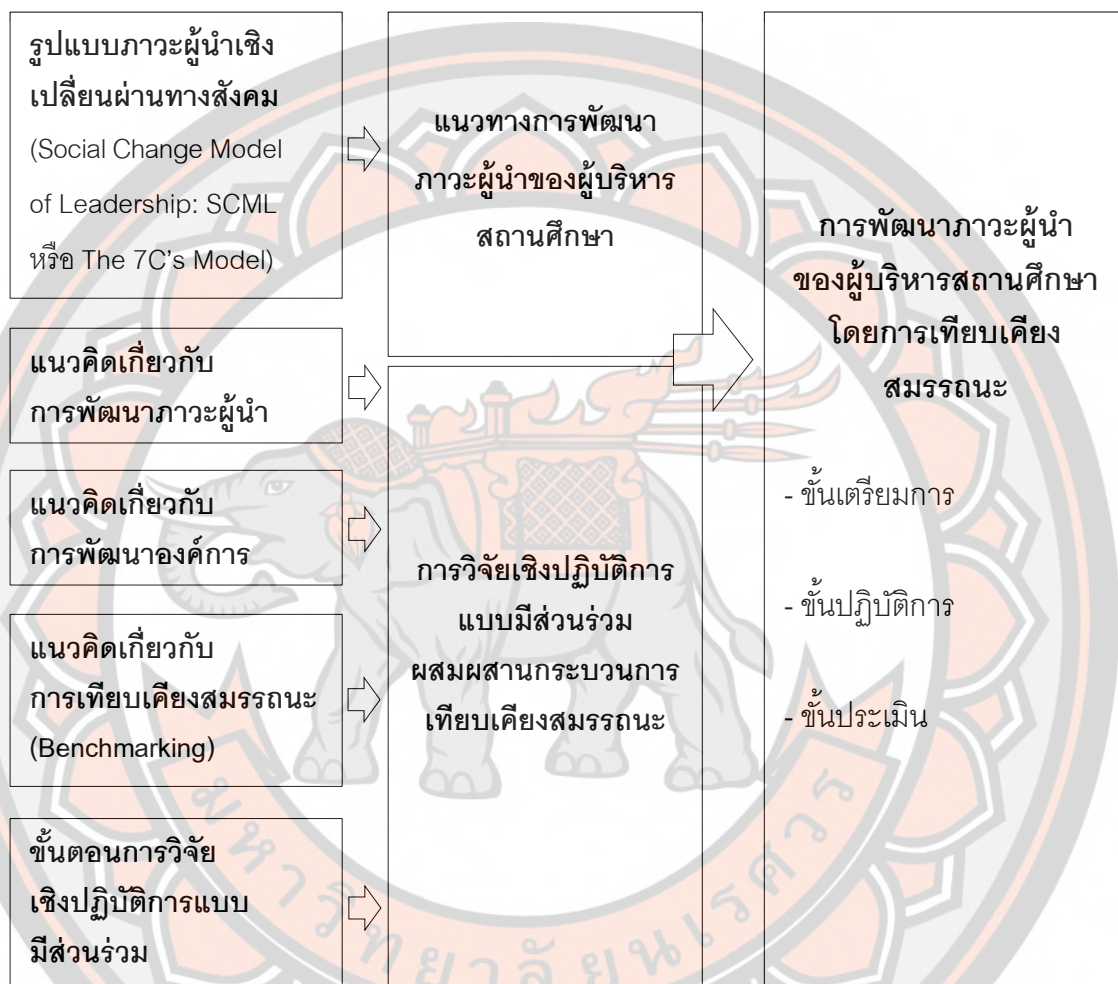 รูปแบบภาวะผู้นำเชิง
เปลี่ยนผ่านทางสังคม
(Social Change Model
of Leadership: SCML
หรือ The 7C's Model)
แนวคิดเกี่ยวกับ
การพัฒนาภาวะผู้นำ
แนวคิดเกี่ยวกับ
การพัฒนาองค์การ
แนวคิดเกี่ยวกับ
การเทียบเคียงสมรรถนะ
(Benchmarking)
ขั้นตอนการวิจัย
เชิงปฏิบัติการแบบ
มีส่วนร่วม
แนวทางการพัฒนา
ภาวะผู้นำของผู้บริหาร
สถานศึกษา
การวิจัยเชิงปฏิบัติการ
แบบมีส่วนร่วม
ผสมผสานกระบวนการ
เทียบเคียงสมรรถนะ
การพัฒนาภาวะผู้นำ
ของผู้บริหารสถานศึกษา
โดยการเทียบเคียง
สมรรถนะ
- ขั้นเตรียมการ
- ขั้นปฏิบัติการ
- ขั้นประเมิน
มหาวิทยาลัยนเรศวร